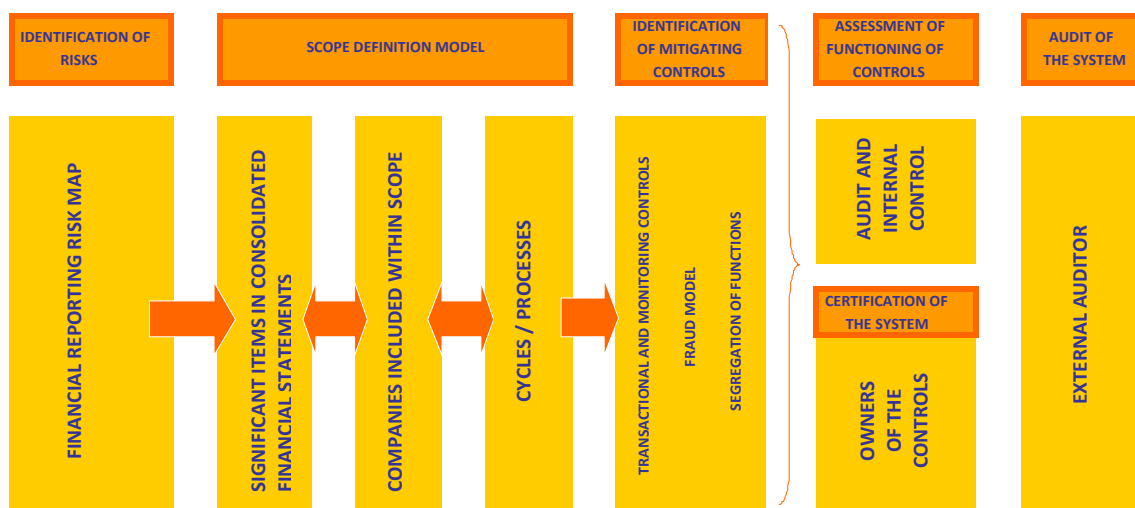 IDENTIFICATION OF
RISKS
SCOPE DEFINITION MODEL
IDENTIFICATION
OF MITIGATING
CONTROLS
ASSESSMENT OF
FUNCTIONING OF
CONTROLS
AUDIT OF
THE SYSTEM
FINANCIAL REPORTING RISK MAP
SIGNIFICANT ITEMS IN CONSOLIDATED
FINANCIAL STATEMENTS
COMPANIES INCLUDED WITHIN SCOPE
CYCLES / PROCESSES
TRANSACTIONAL AND MONITORING CONTROLS
FRAUD MODEL
SEGREGATION OF FUNCTIONS
AUDIT AND
INTERNAL
CONTROL
CERTIFICATION OF
THE SYSTEM
OWNERS
OF THE
CONTROLS
EXTERNAL AUDITOR